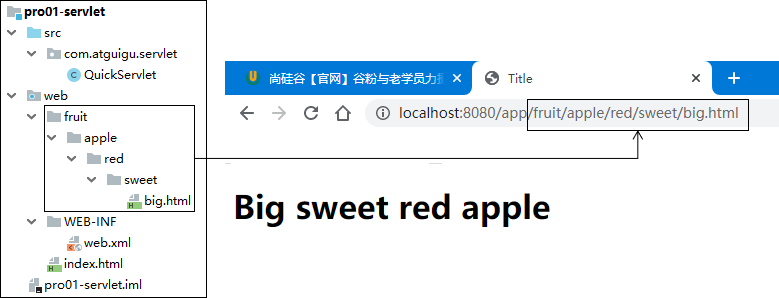 pro01-servlet
src
com.atguigu.servlet
QuickServlet
web
fruit
apple
red
sweet
big.html
WEB-INF
web.xml
index.html
pro01-servlet.iml
尚硅谷【官网】谷粉与老学员力
Title
localhost:8080/app/fruit/apple/red/sweet/big.html
Big sweet red apple